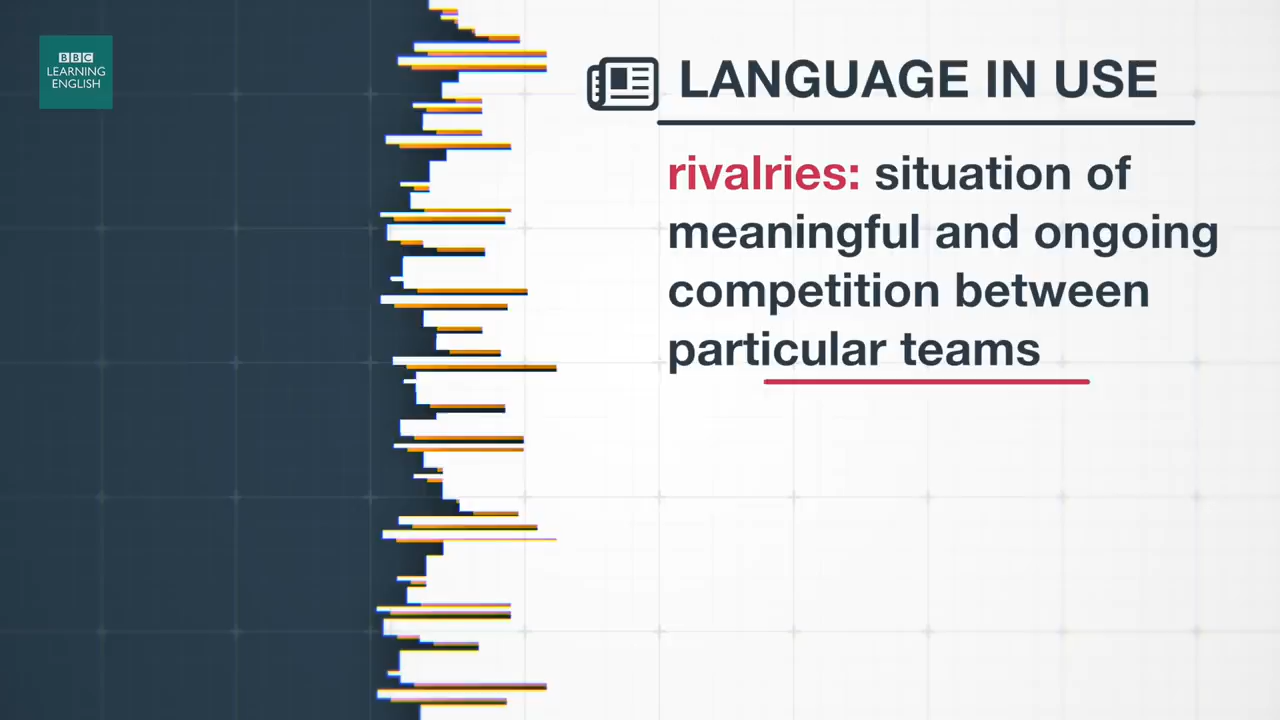 BBC
LEARNING
ENGLISH
LANGUAGE IN USE
rivalries: situation of
meaningful and ongoing
competition between
particular teams